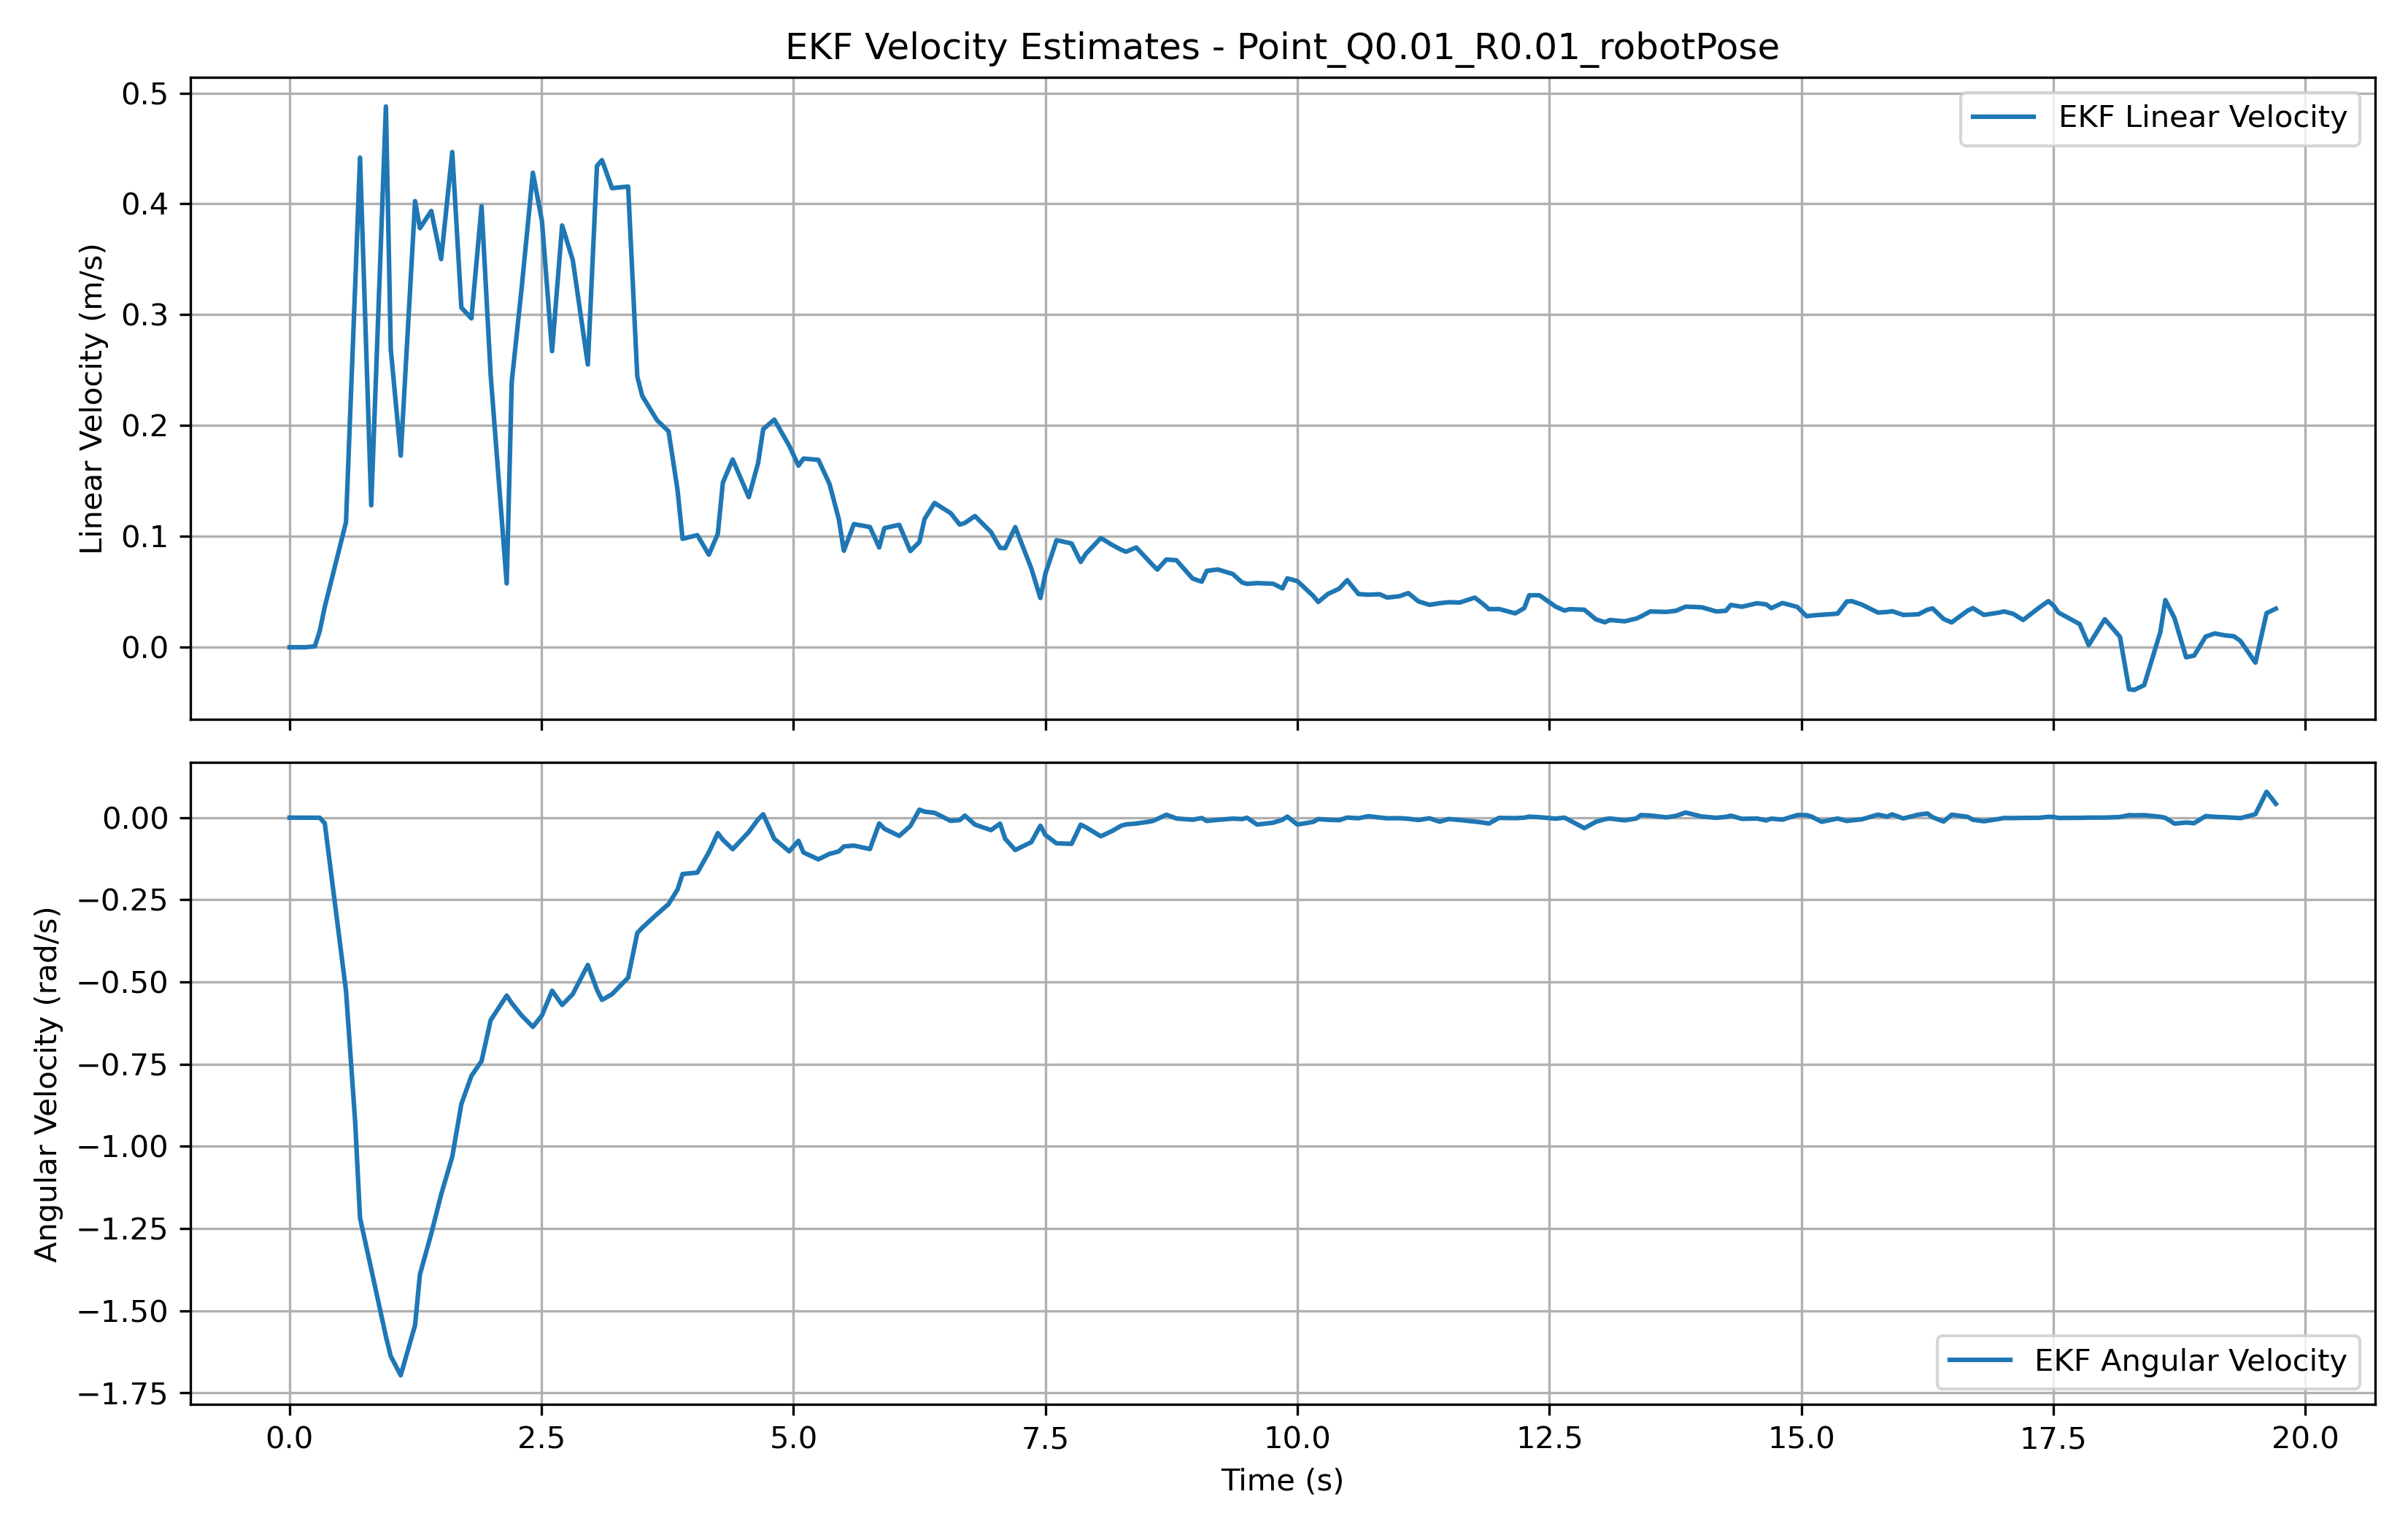 EKF Velocity Estimates - Point_Q0.01_R0.01_robotPose
Linear Velocity (m/s)
0.5
0.4
0.3
0.2
0.1
0.0
EKF Linear Velocity
Angular Velocity (rad/s)
0.00
−0.25
−0.50
−0.75
−1.00
−1.25
−1.50
−1.75
EKF Angular Velocity
0.0 2.5 5.0 7.5 10.0 12.5 15.0 17.5 20.0
Time (s)